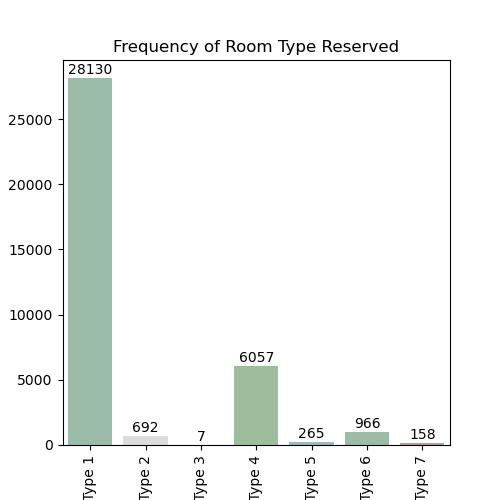 Frequency of Room Type Reserved
28130
692
7
6057
265
966
158
25000
20000
15000
10000
5000
0
Type 1
Type 2
Type 3
Type 4
Type 5
Type 6
Type 7